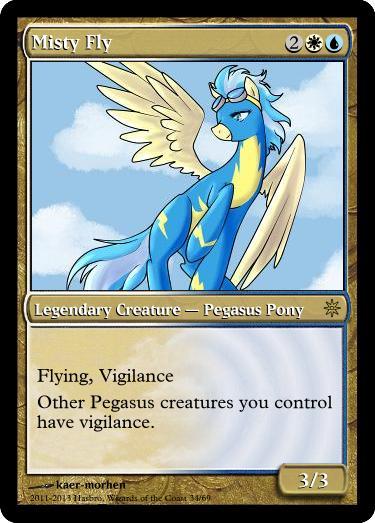 Misty Fly 2
Legendary Creature — Pegasus Pony
Flying, Vigilance
Other Pegasus creatures you control
have vigilance.
kaer-morhen
3/3
2011-2013 Hasbro, Wizards of the Coast 34/69